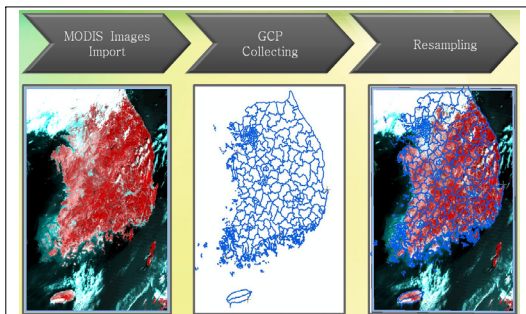 MODIS Images
Import
GCP
Collecting
Resampling